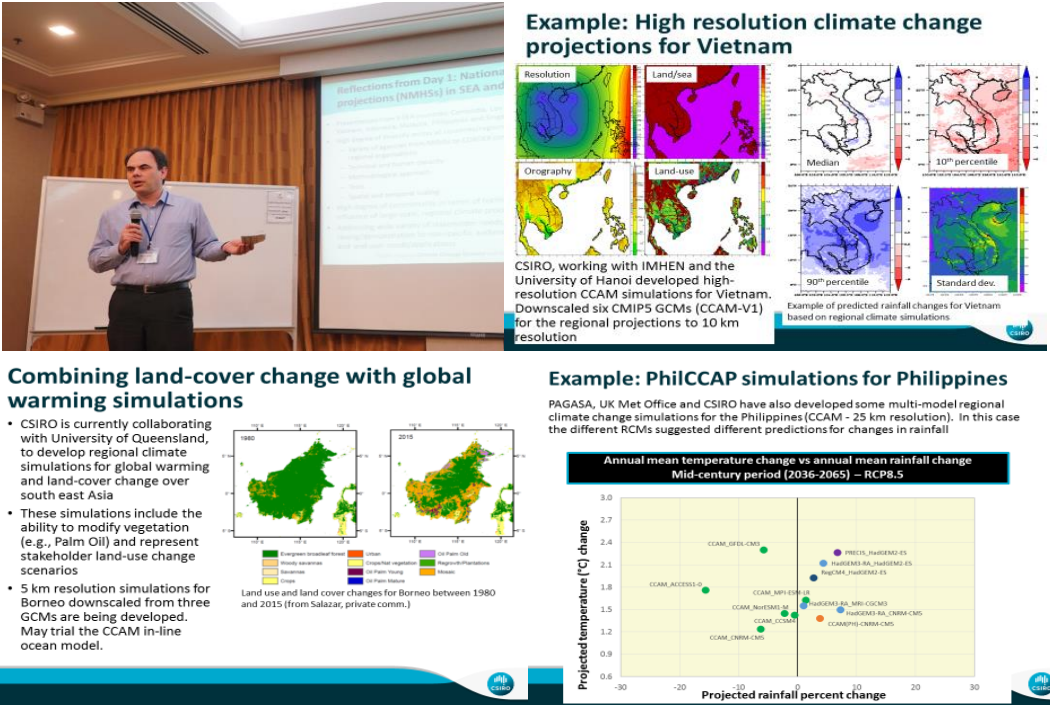 Reflections from Day 1: Nationa
projections (NMHSs) in SEA and
Example: High resolution climate change
projections for Vietnam
Resolution
Land/sea
Orography
Land-use
Median
10th percentile
90th percentile
Standard dev.
CSIRO, working with IMHEN and the
University of Hanoi developed high-
resolution CCAM simulations for Vietnam.
Downscaled six CMIP5 GCMs (CCAM-V1)
for the regional projections to 10 km
resolution
Example of predicted rainfall changes for Vietnam
based on regional climate simulations
CSIRO
Combining land-cover change with global
warming simulations
• CSIRO is currently collaborating
with University of Queensland,
to develop regional climate
simulations for global warming
and land-cover change over
south east Asia
• These simulations include the
ability to modify vegetation
(e.g., Palm Oil) and represent
stakeholder land-use change
scenarios
• 5 km resolution simulations for
Borneo downscaled from three
GCMs are being developed.
May trial the CCAM in-line
ocean model.
1980
2015
Evergreen broadleaf forest
Woody savannas
Savannas
Crops
Urban
Crop/Nat vegetation
Oil Palm Young
Oil Palm Mature
Oil Palm Old
Regrowth/Plantations
Mosaic
Land use and land cover changes for Borneo between 1980
and 2015 (from Salazar, private comm.)
CSIRO
Example: PhilCCAP simulations for Philippines
PAGASA, UK Met Office and CSIRO have also developed some multi-model regional
climate change simulations for the Philippines (CCAM - 25 km resolution). In this case
the different RCMs suggested different predictions for changes in rainfall
Annual mean temperature change vs annual mean rainfall change
Mid-century period (2036-2065) – RCP8.5
Projected temperature (°C) change
3.0
2.7
2.4
2.1
1.8
1.5
1.2
0.9
0.6
CCAM_GFDL-CM3
PRECIS_HadGEM2-ES
HadGEM3-RA_HadGEM2-ES
RegCM4_HadGEM2-ES
CCAM_ACCESS1-0
CCAM_MPI-ESM-LR
HadGEM3-RA_MRI-CGCM3
CCAM_NorESM1-M
HadGEM3-RA_CNRM-CM5
CCAM_CCSM4
CCAM(PH)-CNRM-CM5
CCAM_CNRM-CM5
-30 -20 -10 0 10 20 30
Projected rainfall percent change
CSIRO